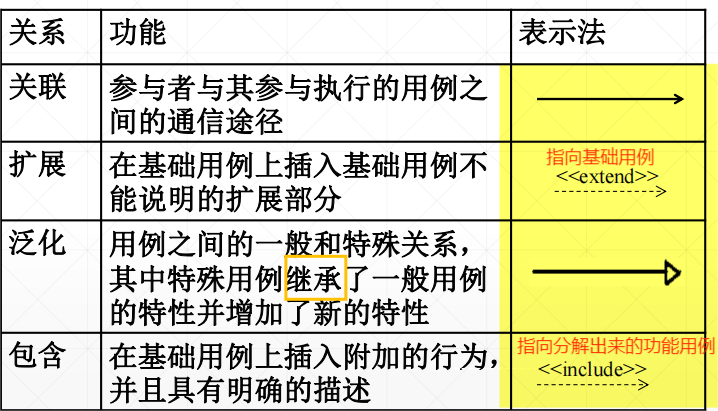 关系 功能 表示法
关联 参与者与其参与执行的用例之
间的通信途径
扩展 在基础用例上插入基础用例不
能说明的扩展部分
指向基础用例
<<extend>>
泛化 用例之间的一般和特殊关系，
其中特殊用例继承了一般用例
的特性并增加了新的特性
包含 在基础用例上插入附加的行为，
并且具有明确的描述
指向分解出来的功能用例
<<include>>